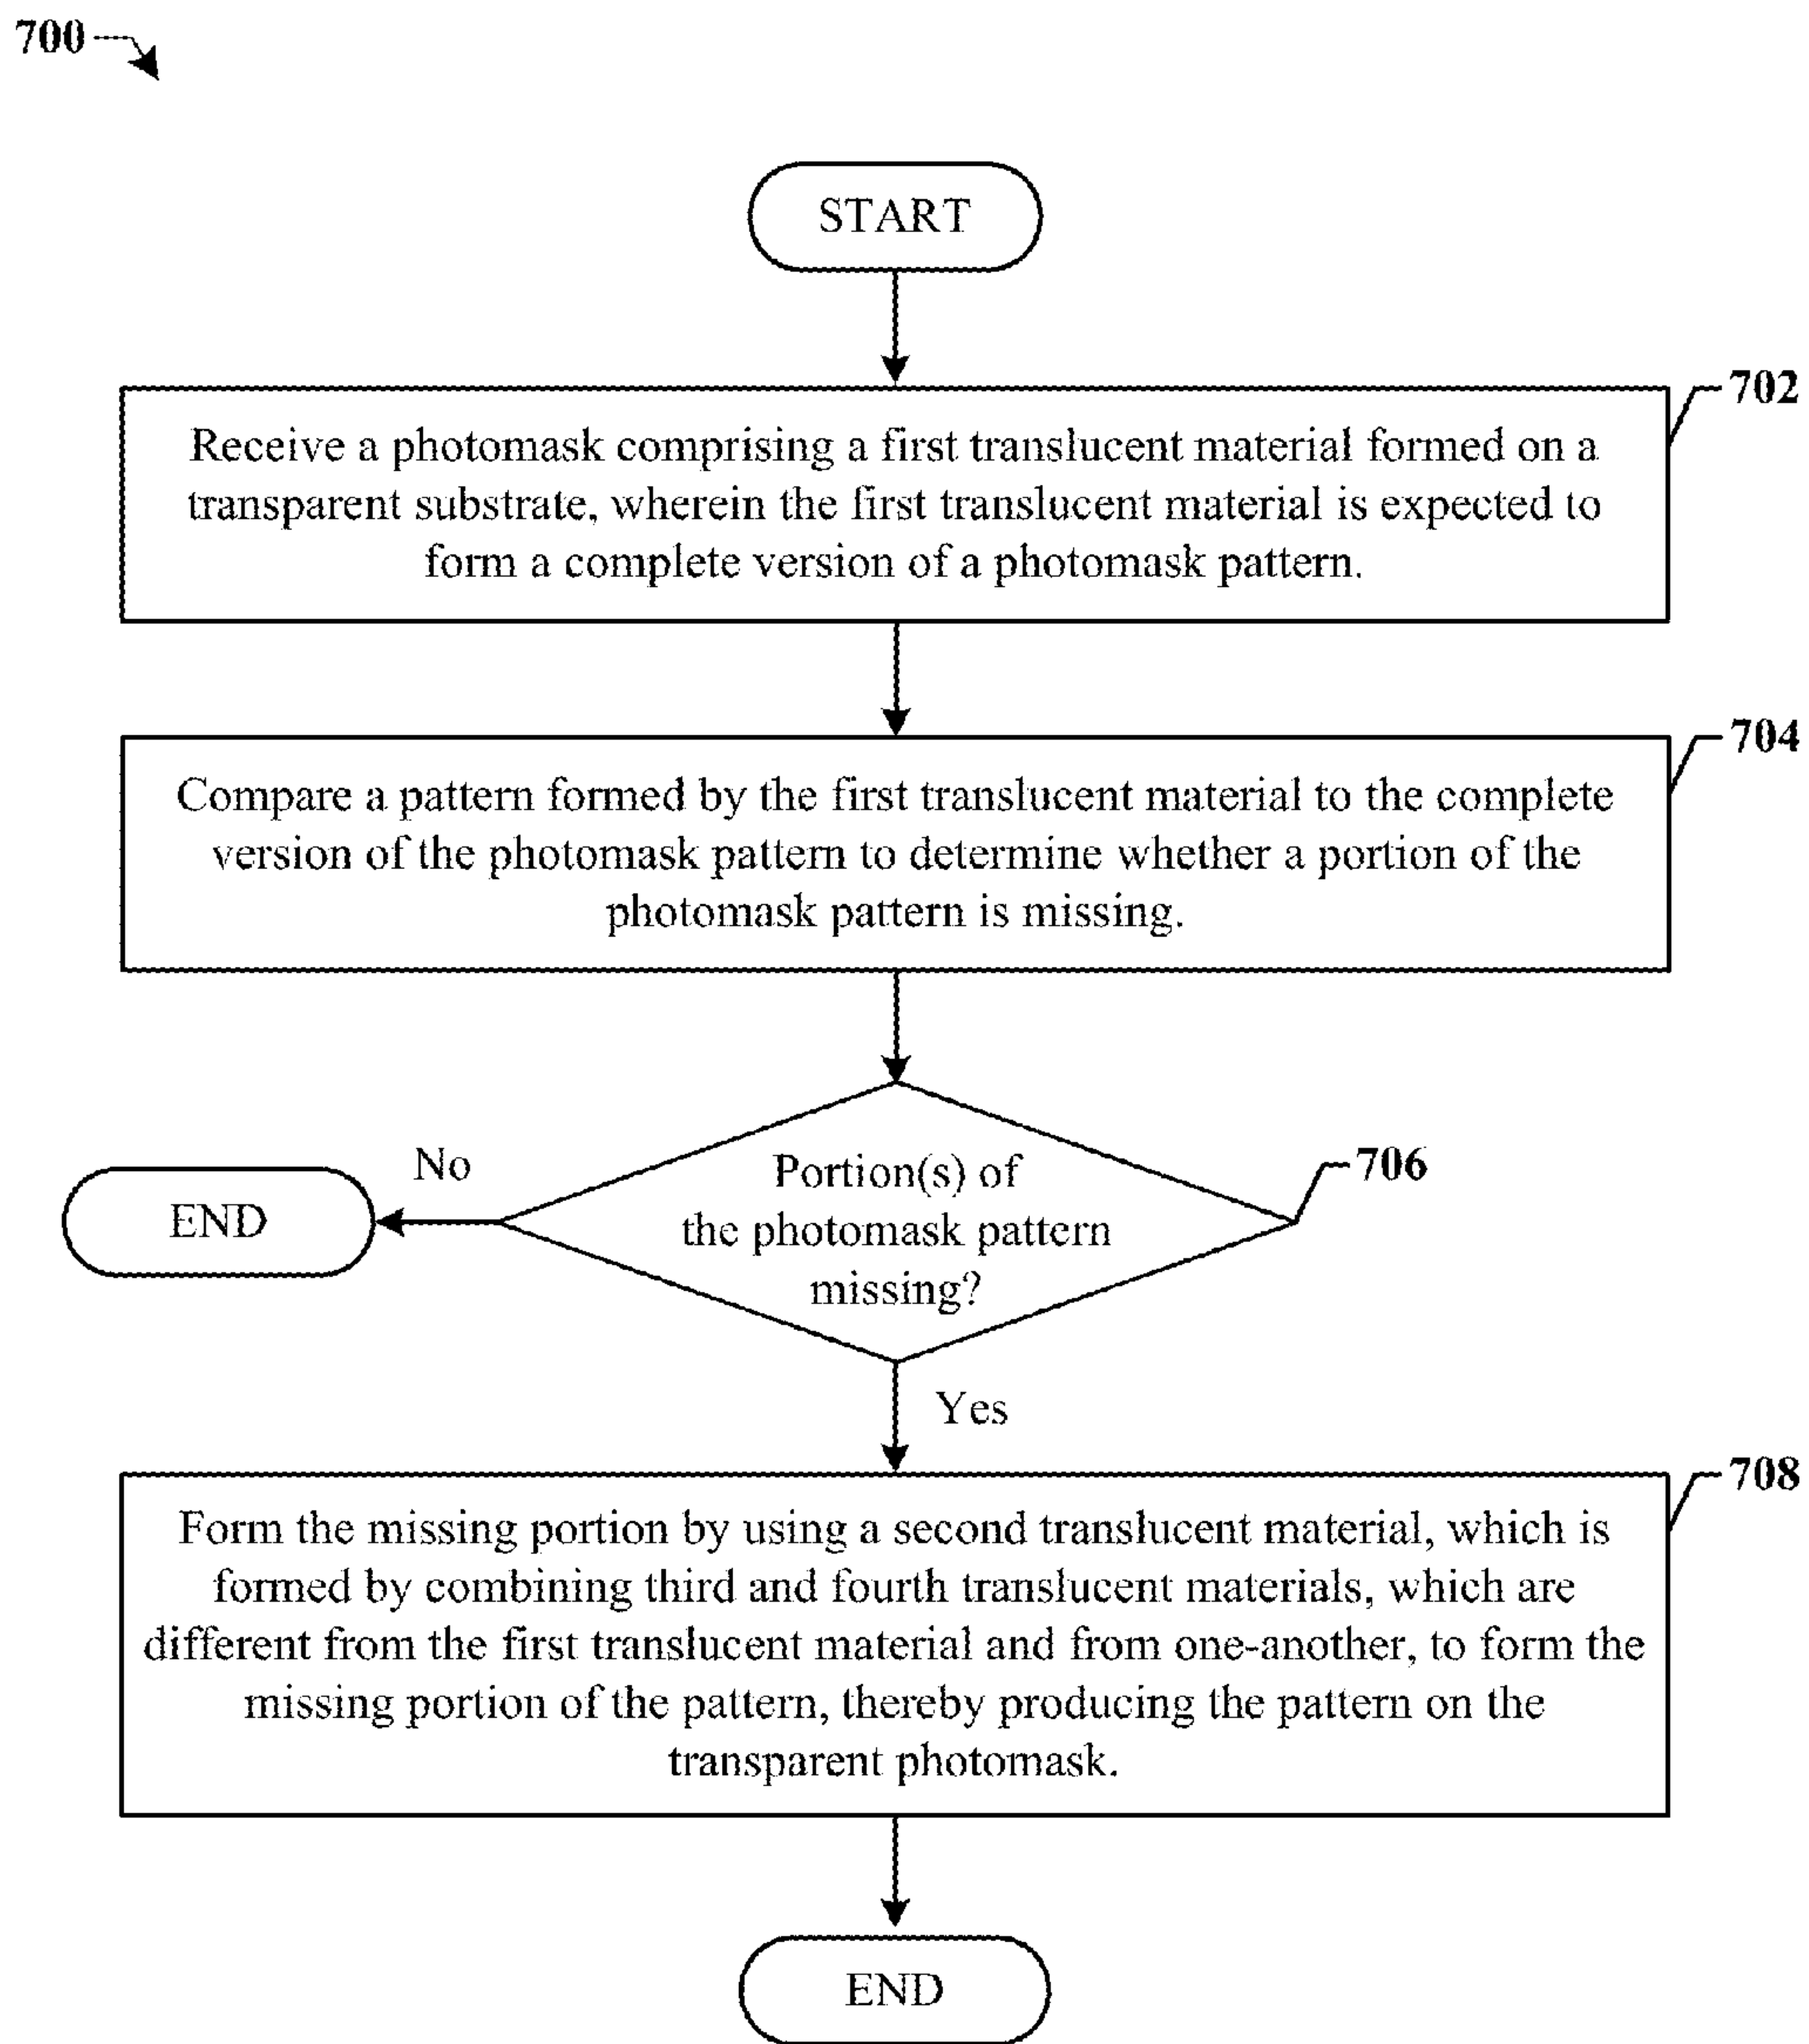 700
START
702
Receive a photomask comprising a first translucent material formed on a
transparent substrate, wherein the first translucent material is expected to
form a complete version of a photomask pattern.
704
Compare a pattern formed by the first translucent material to the complete
version of the photomask pattern to determine whether a portion of the
photomask pattern is missing.
706
Portion(s) of
the photomask pattern
missing?
No
END
Yes
708
Form the missing portion by using a second translucent material, which is
formed by combining third and fourth translucent materials, which are
different from the first translucent material and from one-another, to form the
missing portion of the pattern, thereby producing the pattern on the
transparent photomask.
END